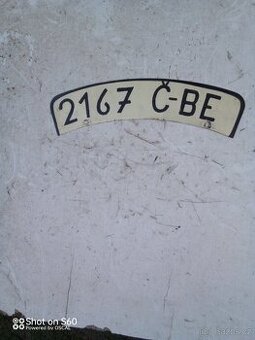 2167 Č-BE
Shot on S60
Powered by OSCAL